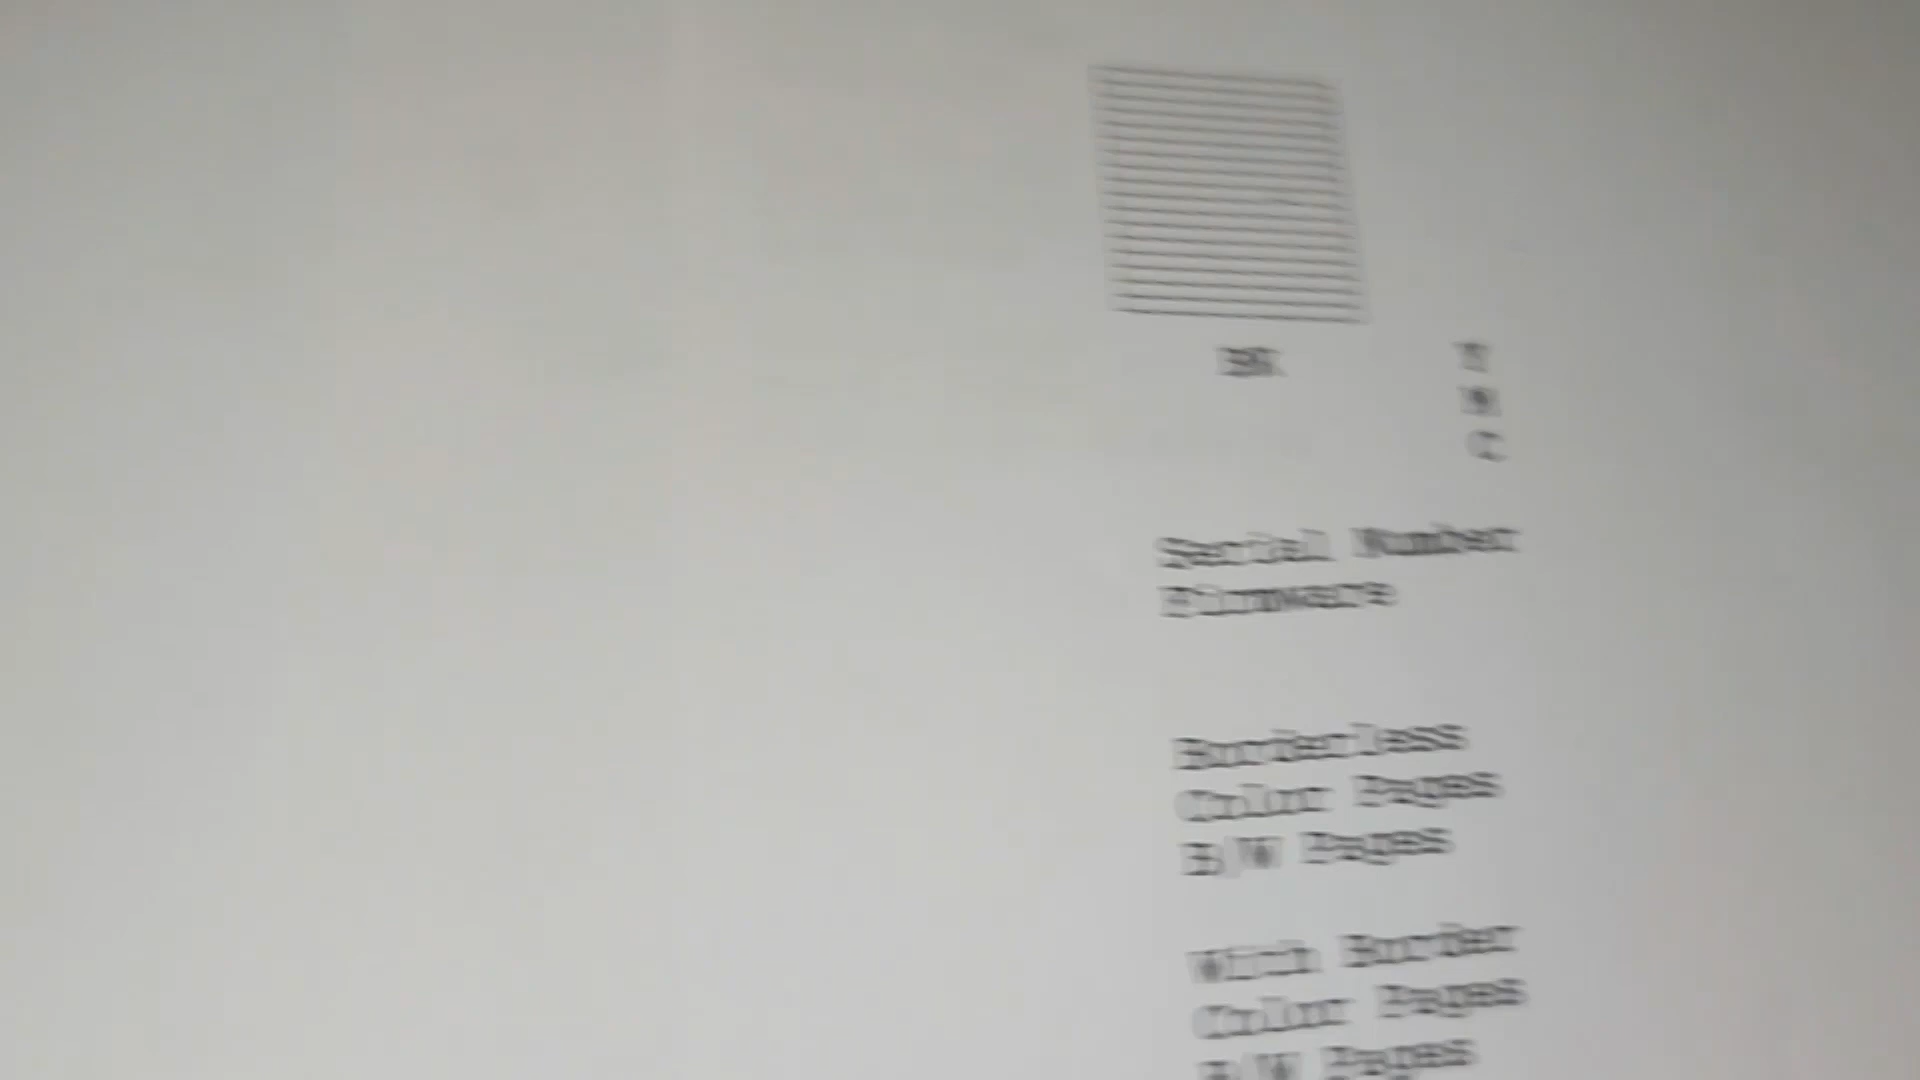 BK Y
M
C
Serial Number
Firmware
Borderless
Color Pages
B/W Pages
With Border
Color Pages
B/W Pages